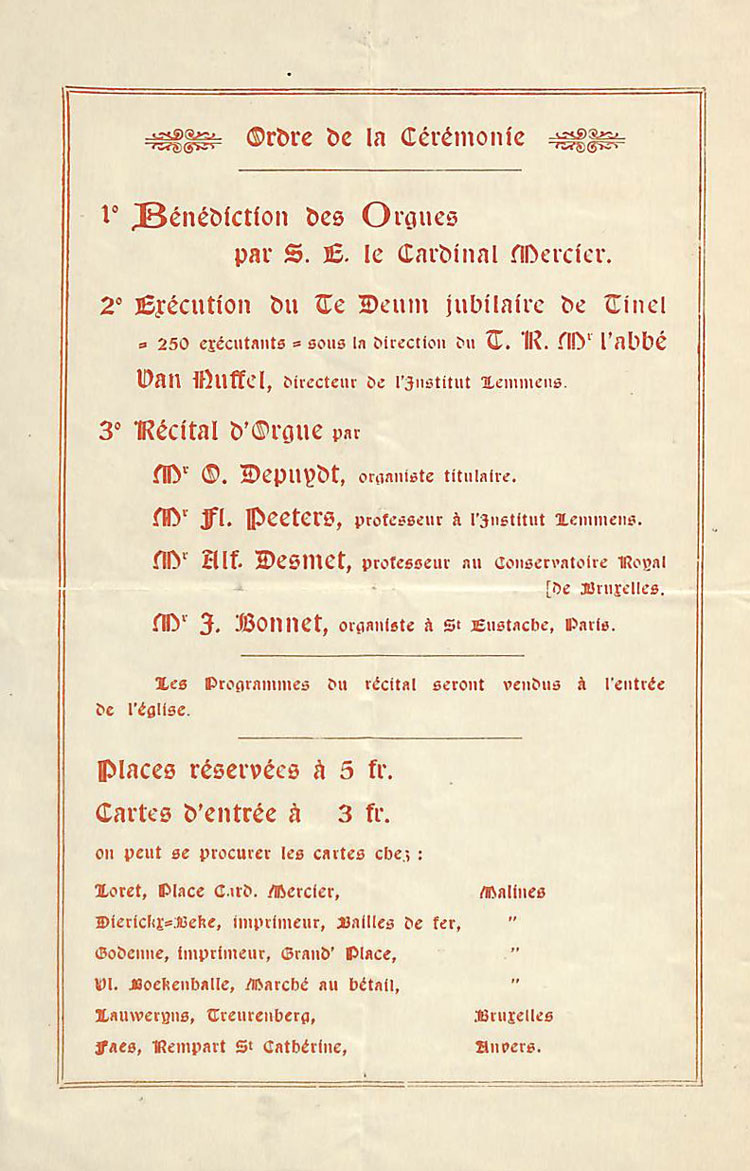 Ordre de la Cérémonie
1° Bénédiction des Orgues
par S. E. le Cardinal Mercier.
2° Exécution du Te Deum jubilaire de Tinel
= 250 exécutants = sous la direction du T. R. Mr l'abbé
Van Nuffel, directeur de l'Institut Lemmens.
3° Récital d'Orgue par
Mr O. Depuydt, organiste titulaire.
Mr Fl. Peeters, professeur à l'Institut Lemmens.
Mr Alf. Desmet, professeur au Conservatoire Royal
[de Bruxelles.
Mr J. Bonnet, organiste à St Eustache, Paris.
Les Programmes du récital seront vendus à l'entrée
de l'église.
Places réservées à 5 fr.
Cartes d'entrée à 3 fr.
on peut se procurer les cartes chez :
Loret, Place Card. Mercier, Malines
Dierickx=Beke, imprimeur, Bailles de fer, "
Godenne, imprimeur, Grand' Place, "
Vl. Boekenhalle, Marché au bétail, "
Lauweryns, Treurenberg, Bruxelles
Faes, Rempart St Cathérine, Anvers.